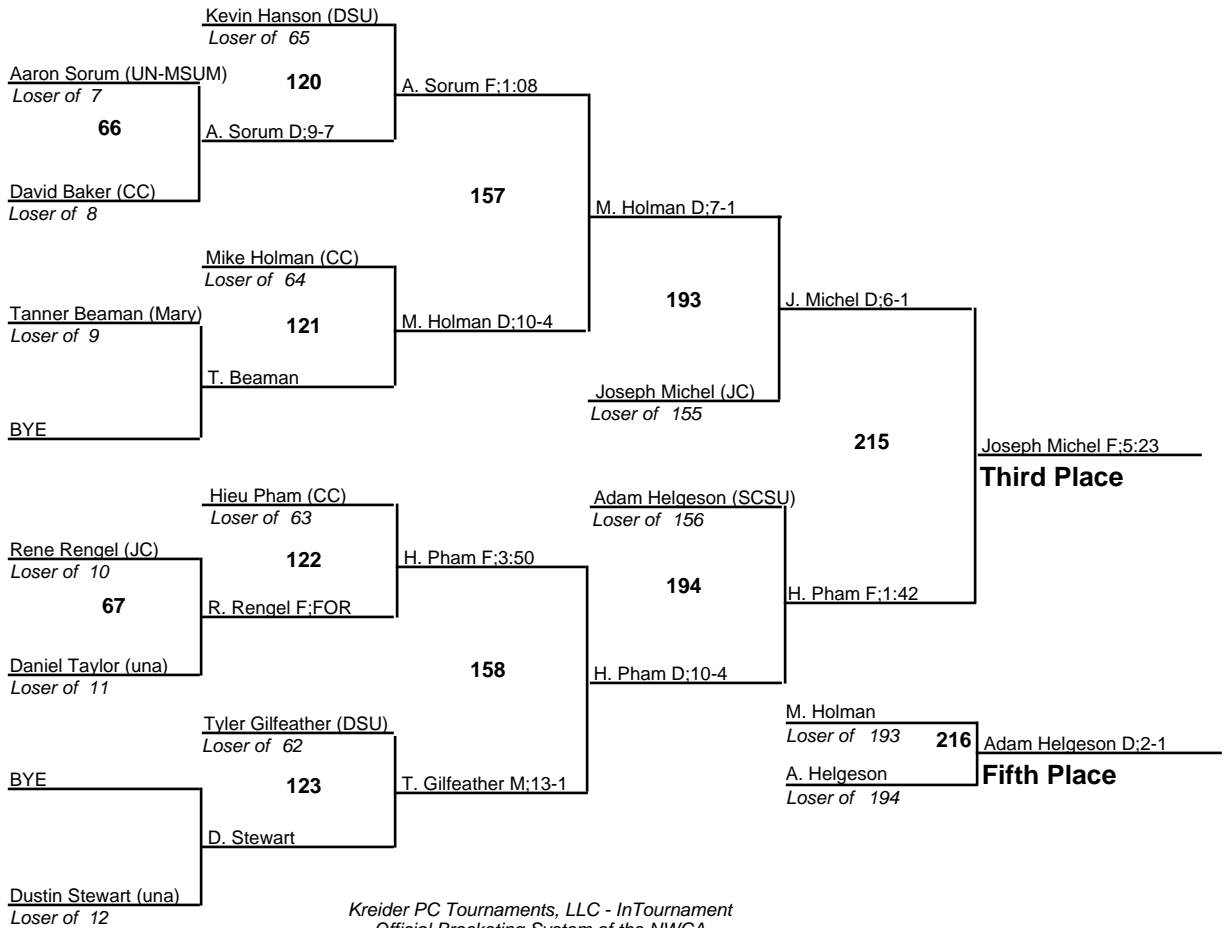 Kevin Hanson (DSU)
Loser of 65
Aaron Sorum (UN-MSUM)
Loser of 7
120
A. Sorum F;1:08
66
A. Sorum D;9-7
David Baker (CC)
Loser of 8
157
M. Holman D;7-1
Mike Holman (CC)
Loser of 64
Tanner Beaman (Mary)
Loser of 9
121
M. Holman D;10-4
193
J. Michel D;6-1
T. Beaman
Joseph Michel (JC)
Loser of 155
BYE
215
Joseph Michel F;5:23
Third Place
Hieu Pham (CC)
Loser of 63
Adam Helgeson (SCSU)
Loser of 156
Rene Rengel (JC)
Loser of 10
122
H. Pham F;3:50
67
R. Rengel F;FOR
194
H. Pham F;1:42
Daniel Taylor (una)
Loser of 11
158
H. Pham D;10-4
Tyler Gilfeather (DSU)
Loser of 62
M. Holman
Loser of 193
216
Adam Helgeson D;2-1
Fifth Place
A. Helgeson
Loser of 194
BYE
123
T. Gilfeather M;13-1
D. Stewart
Dustin Stewart (una)
Loser of 12
Kreider PC Tournaments, LLC - InTournament
Official Bracketing System of the NWCA